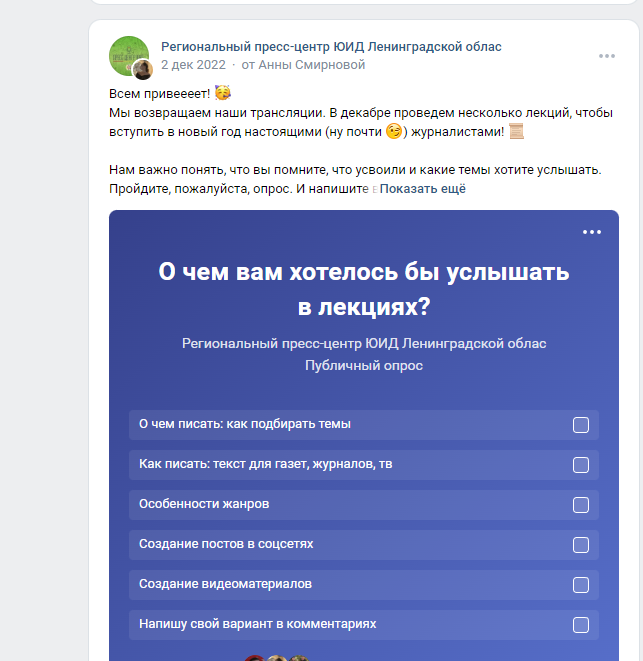 Региональный пресс-центр ЮИД Ленинградской облас
2 дек 2022 · от Анны Смирновой
Всем привеееет! 🥳
Мы возвращаем наши трансляции. В декабре проведем несколько лекций, чтобы
вступить в новый год настоящими (ну почти 😉) журналистами! 📜
Нам важно понять, что вы помните, что усвоили и какие темы хотите услышать.
Пройдите, пожалуйста, опрос. И напишите в Показать ещё
О чем вам хотелось бы услышать
в лекциях?
Региональный пресс-центр ЮИД Ленинградской облас
Публичный опрос
О чем писать: как подбирать темы
Как писать: текст для газет, журналов, тв
Особенности жанров
Создание постов в соцсетях
Создание видеоматериалов
Напишу свой вариант в комментариях